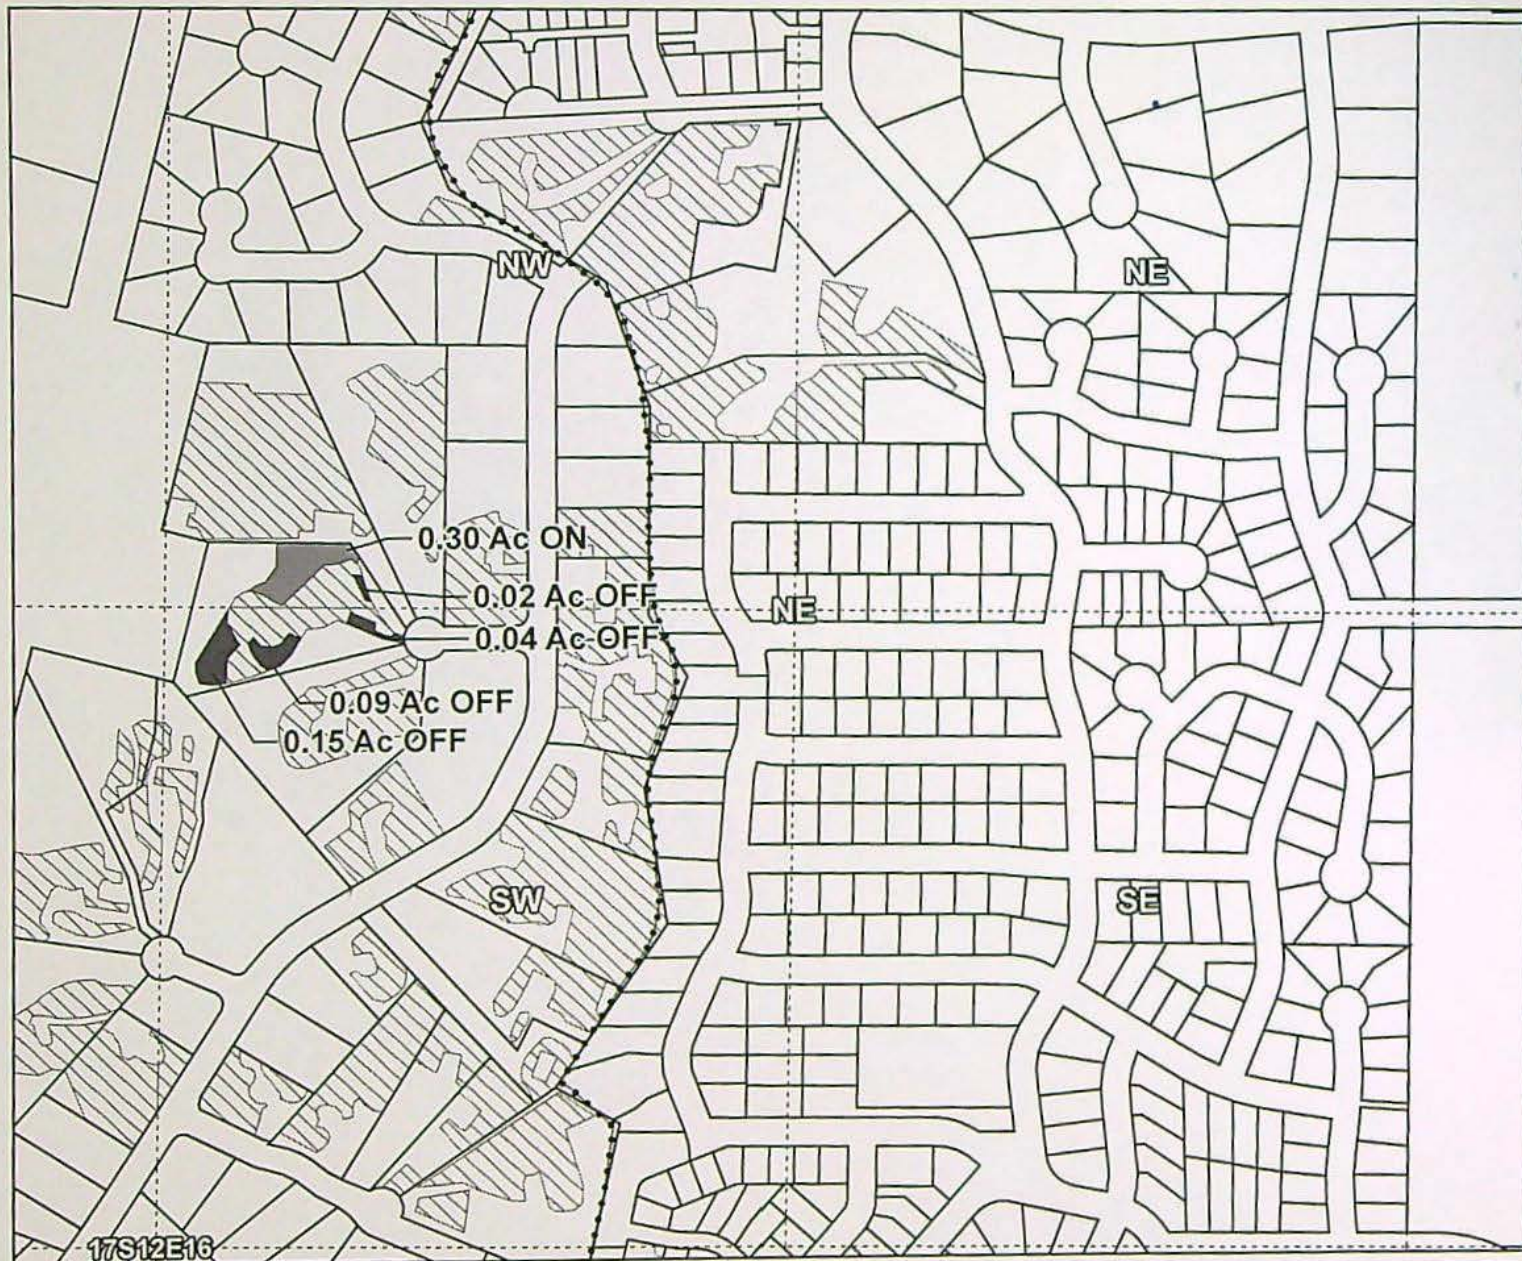 NW
NE
0.30 Ac ON
0.02 Ac OFF
NE
0.04 Ac OFF
0.09 Ac OFF
0.15 Ac OFF
SW
SE
17S12E16